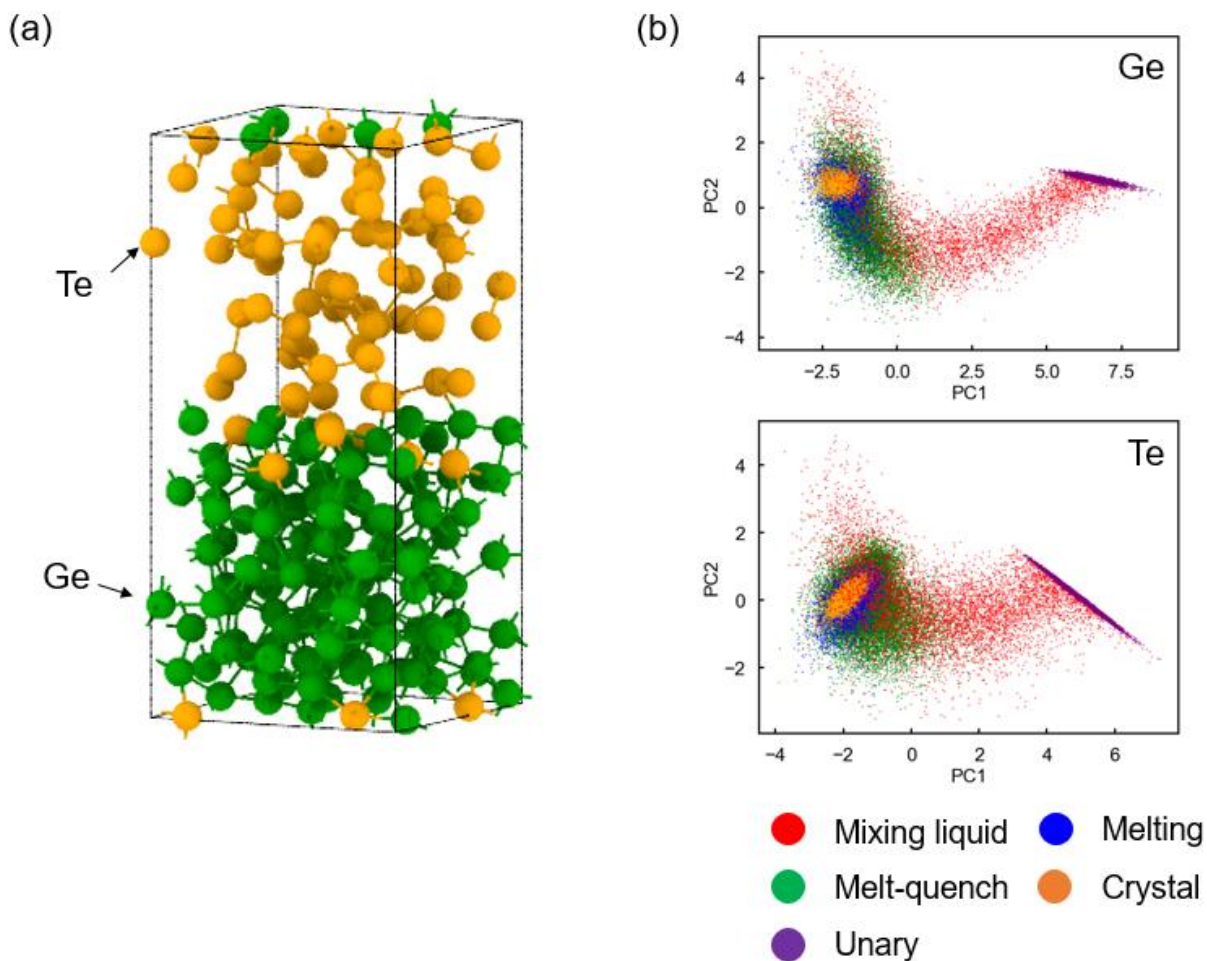 (a)
Te
Ge
(b)
Ge
PC2
4
2
0
−2
−4
−2.5 0.0 2.5 5.0 7.5
PC1
Te
PC2
4
2
0
−2
−4 −2 0 2 4 6
PC1
Mixing liquid
Melting
Melt-quench
Crystal
Unary